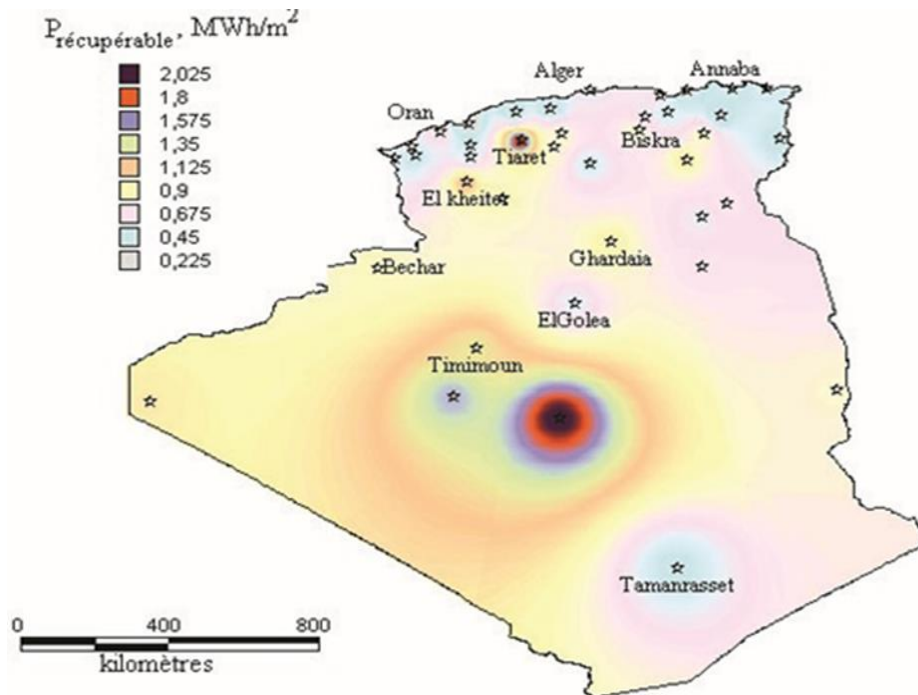 P récupérable, MWh/m²
2,025
1,8
1,575
1,35
1,125
0,9
0,675
0,45
0,225
Alger
Annaba
Oran
Tiaret
Biskra
El kheiter
Ghardaia
Bechar
ElGolea
Timimoun
Tamanrasset
0 400 800
kilomètres